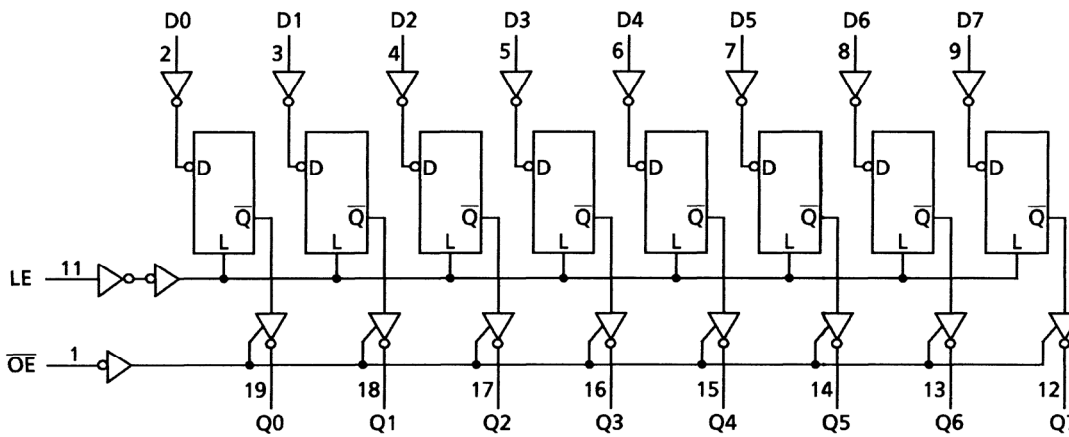 D0 D1 D2 D3 D4 D5 D6 D7
2 3 4 5 6 7 8 9
D D D D D D D D
Q̅ Q̅ Q̅ Q̅ Q̅ Q̅ Q̅ Q̅
L L L L L L L L
LE 11
O̅E̅ 1
19 18 17 16 15 14 13 12
Q0 Q1 Q2 Q3 Q4 Q5 Q6 Q7